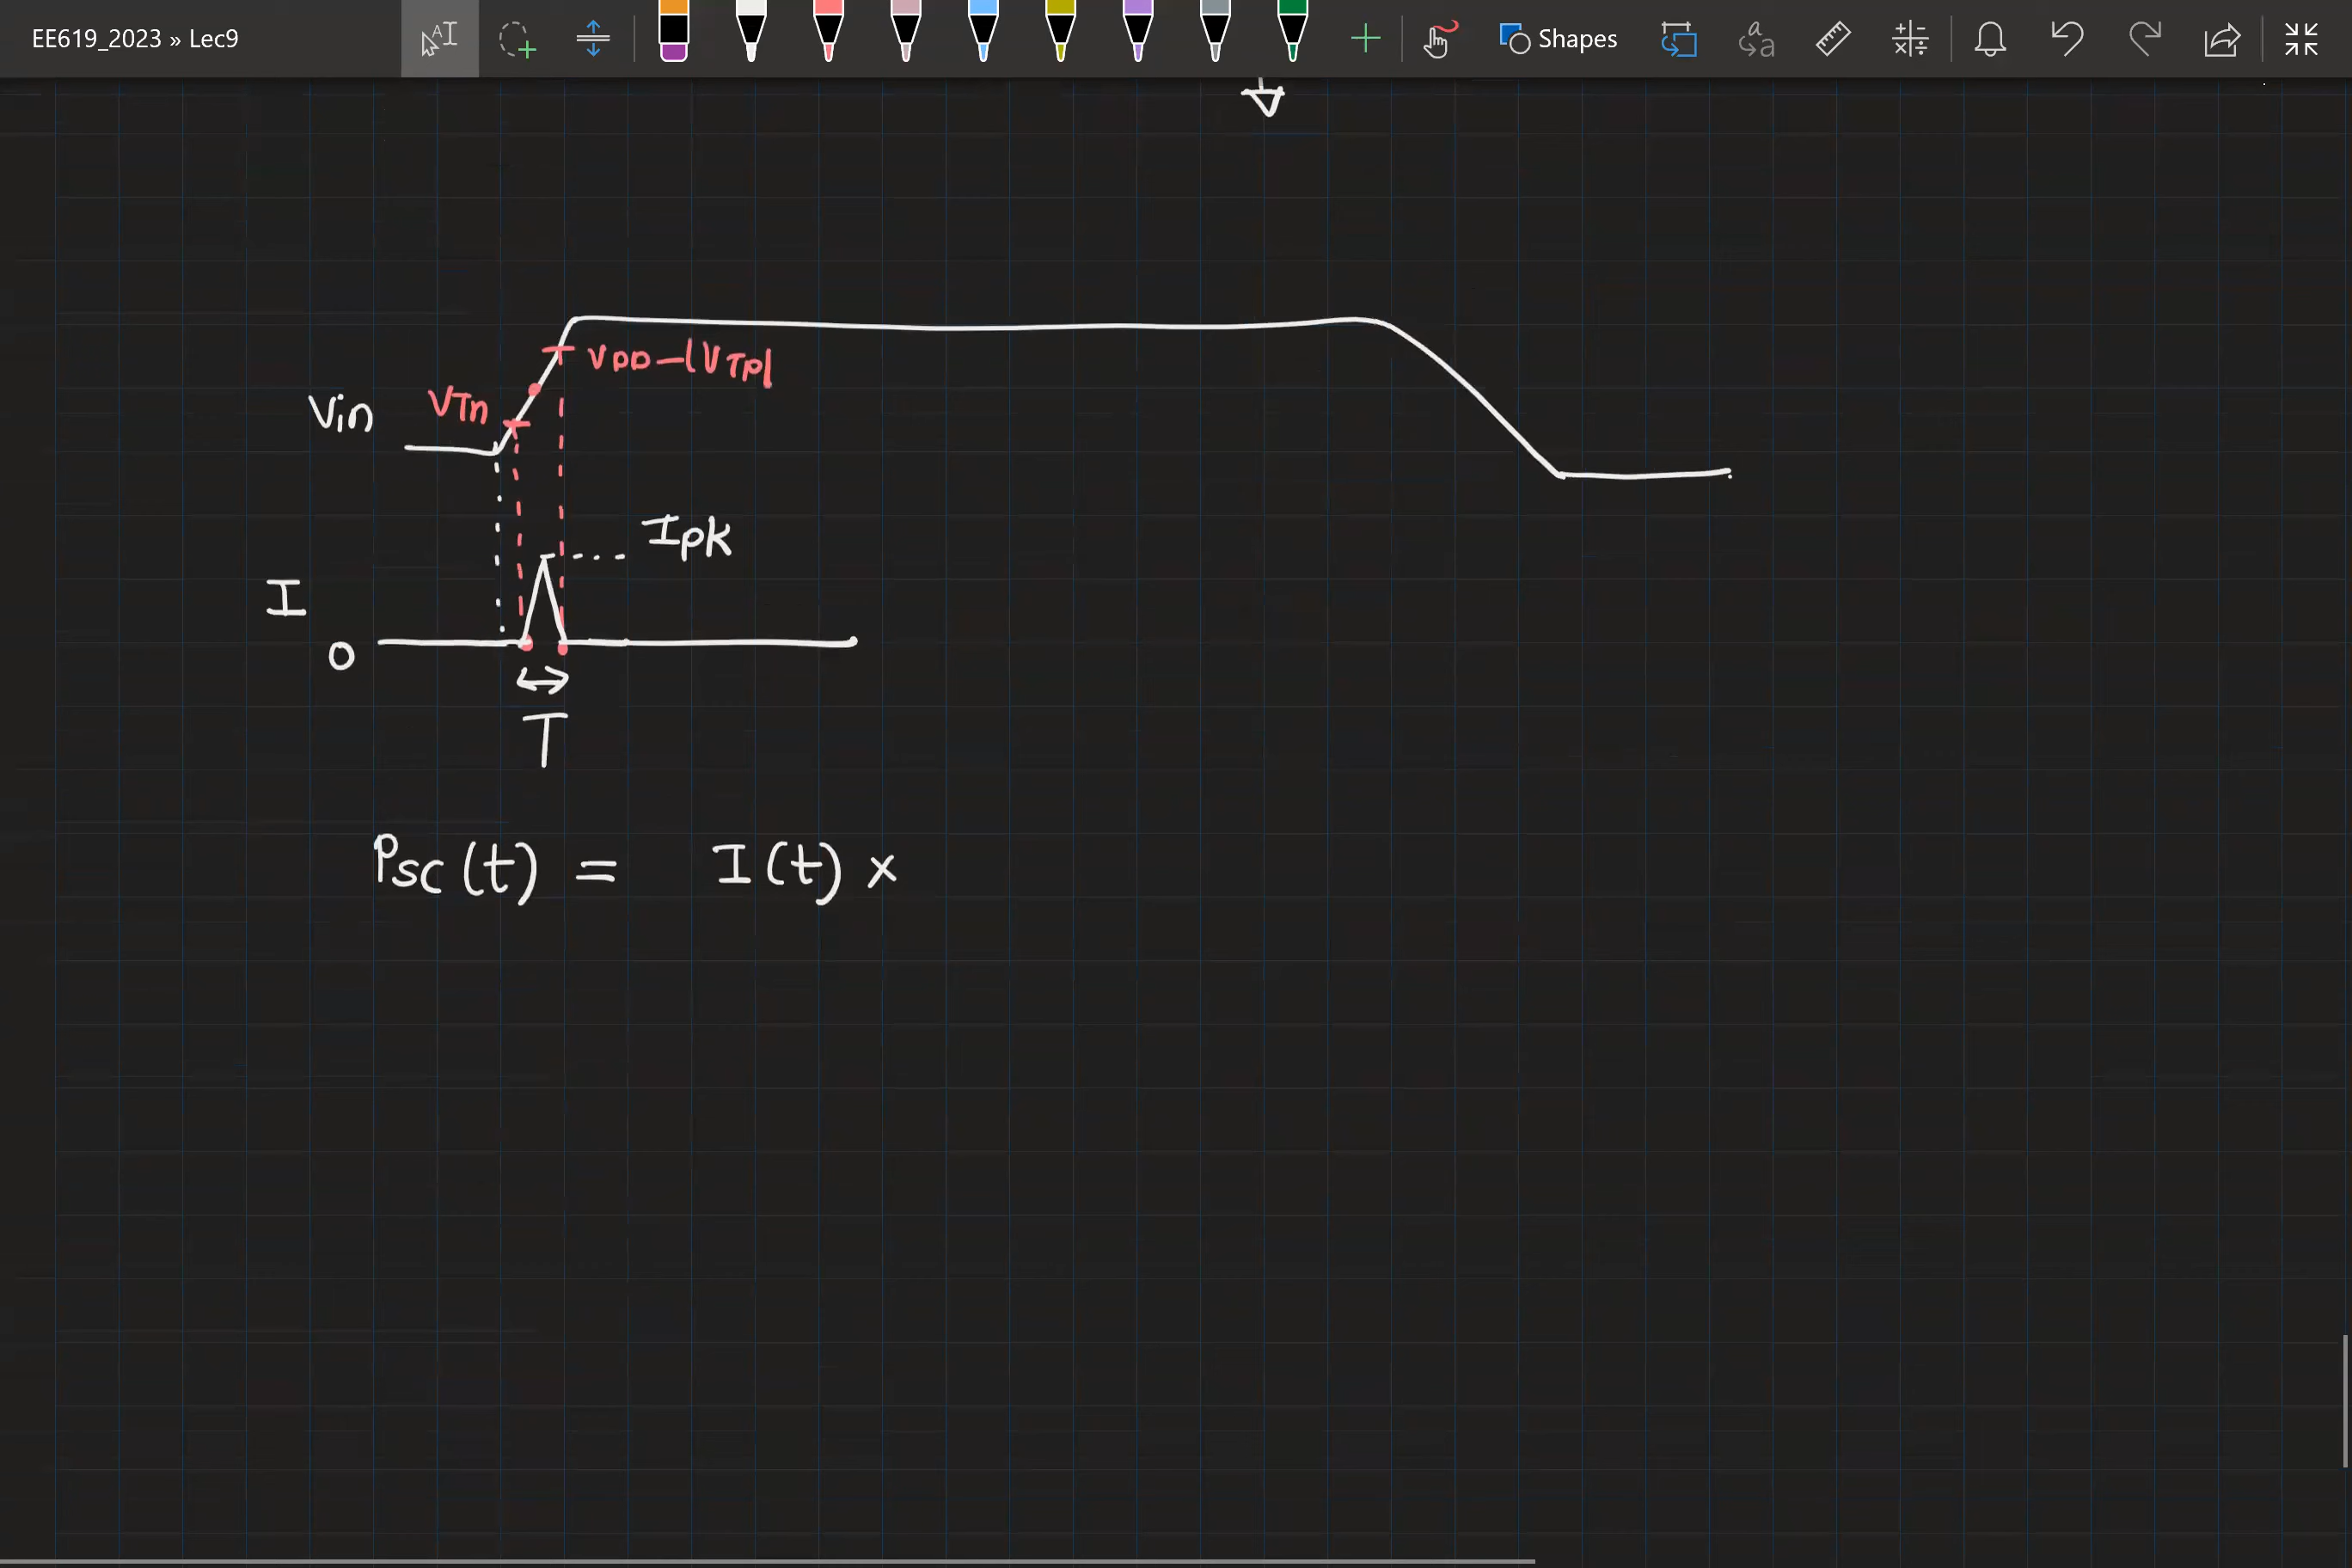 EE619_2023 » Lec9
Shapes
VDD-|VTp|
VTn
Vin
Ipk
I
0
T
Psc(t) = I(t) ×